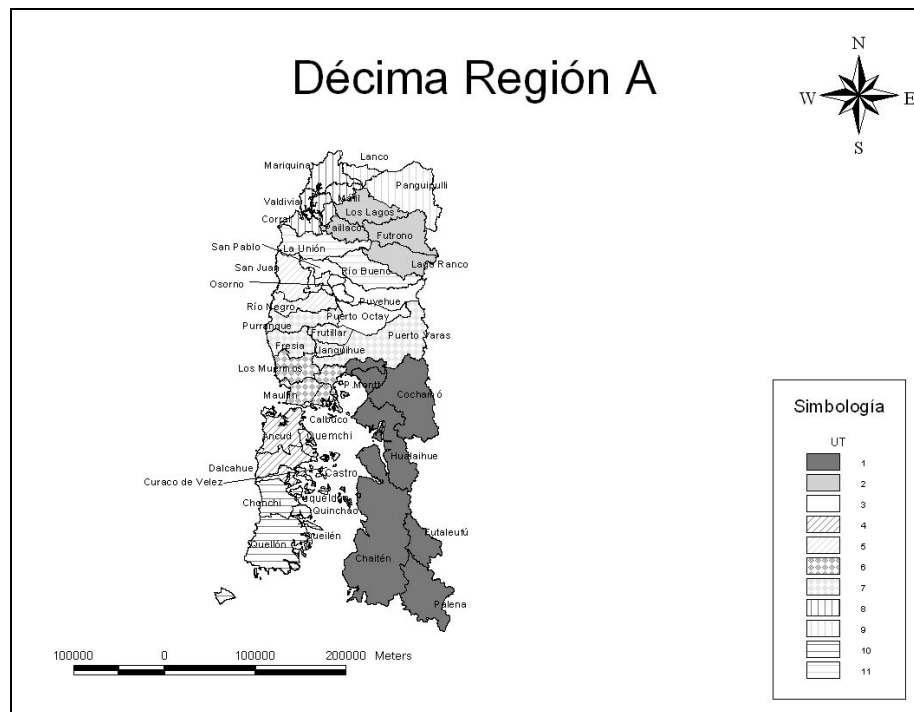 Décima Región A
N
W
E
S
Lanco
Mariquina
Panguipulli
Valdivia
Máfil
Los Lagos
Corral
Paillaco
Futrono
San Pablo
La Unión
Lago Ranco
San Juan
Río Bueno
Osorno
Puyehue
Río Negro
Puerto Octay
Purranque
Frutillar
Puerto Varas
Fresia
Llanquihue
Los Muermos
P.Montt
Cochamó
Maullín
Calbuco
Ancud
Quemchi
Hualaihue
Dalcahue
Castro
Curaco de Velez
Chonchi
Puqueldón
Quinchao
Queilén
Futaleufú
Quellón
Chaitén
Palena
100000
0
100000
200000
Meters
Simbología
UT
1
2
3
4
5
6
7
8
9
10
11